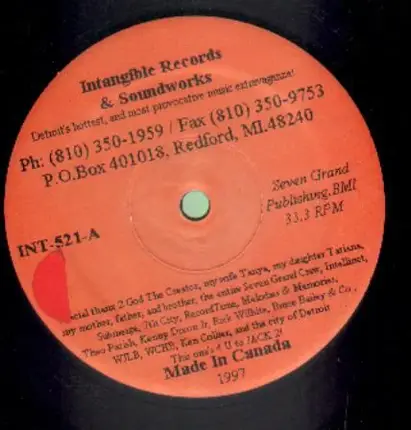 Intangible Records
& Soundworks
Detroit's hottest, and most provocative music extravaganza!
Ph: (810) 350-1959 / Fax (810) 350-9753
P.O.Box 401018, Redford, MI.48240
Seven Grand
Publishing.BMI
33.3 RPM
INT-521-A
ecial thanx 2 God The Creator, my wife Tanya, my daughter Tatiana,
my mother, father, and brother, the entire Seven Grand Crew, Intellinet,
Submerge, 7th City, RecordTime, Melodies & Memories,
Theo Parish, Kenny Dixon Jr, Rick Wilhite, Bruce Bailey & Co.,
WJLB, WCHB, Ken Collier, and the city of Detroit
This one's 4 U to JACK 2!
Made In Canada
1997